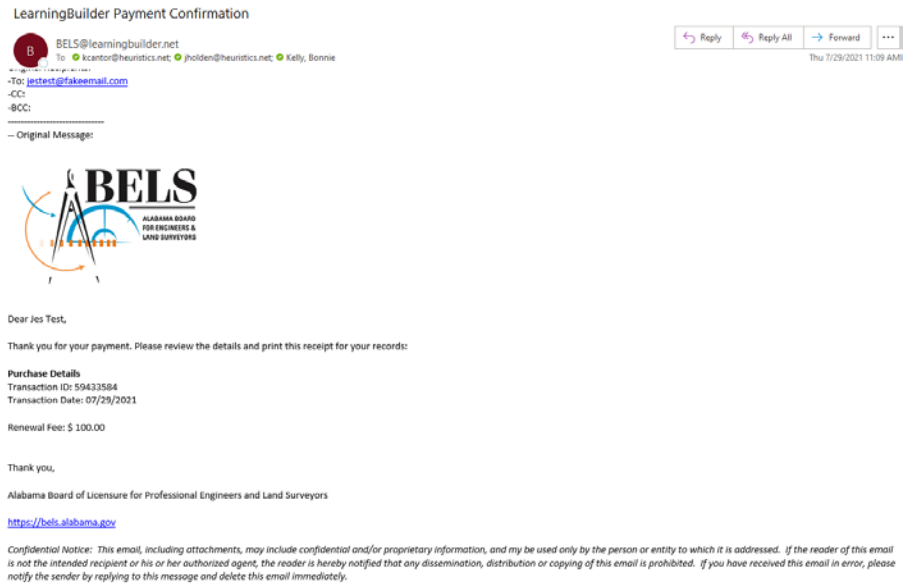 LearningBuilder Payment Confirmation
B
BELS@learningbuilder.net
To kcantor@heuristics.net; jholden@heuristics.net; Kelly, Bonnie
Reply
Reply All
Forward
...
Thu 7/29/2021 11:09 AM
-To: jestest@fakeemail.com
-CC:
-BCC:
-----------------------------
-- Original Message:
BELS
ALABAMA BOARD
FOR ENGINEERS &
LAND SURVEYORS
Dear Jes Test,
Thank you for your payment. Please review the details and print this receipt for your records:
Purchase Details
Transaction ID: 59433584
Transaction Date: 07/29/2021
Renewal Fee: $ 100.00
Thank you,
Alabama Board of Licensure for Professional Engineers and Land Surveyors
https://bels.alabama.gov
Confidential Notice: This email, including attachments, may include confidential and/or proprietary information, and my be used only by the person or entity to which it is addressed. If the reader of this email
is not the intended recipient or his or her authorized agent, the reader is hereby notified that any dissemination, distribution or copying of this email is prohibited. If you have received this email in error, please
notify the sender by replying to this message and delete this email immediately.